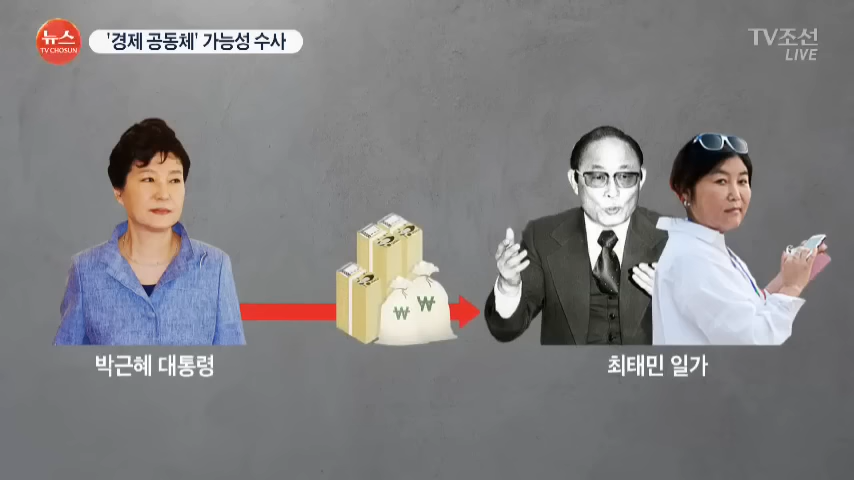 뉴스
TV CHOSUN
'경제 공동체' 가능성 수사
TV조선
LIVE
₩
₩
박근혜 대통령
최태민 일가